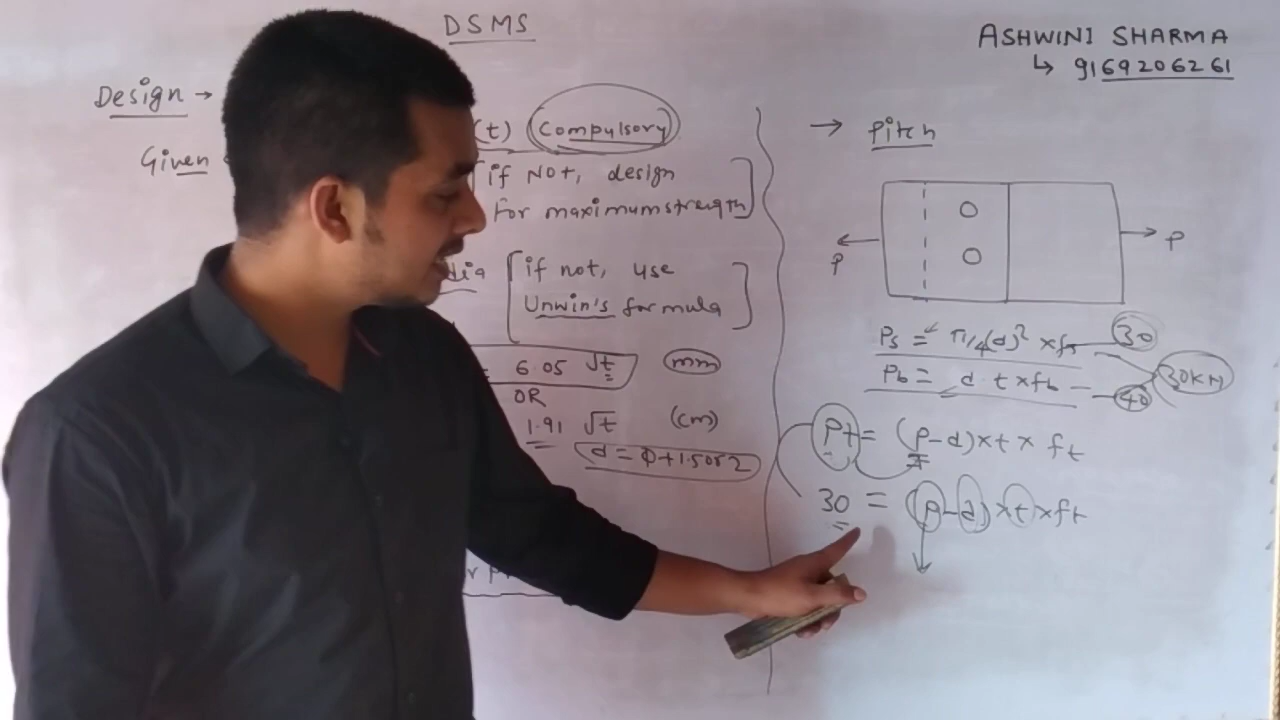 DSMS
ASHWINI SHARMA
↳ 9169206261
Design →
(t) (Compulsory)
Given
if NOt, design
For maximum strength
dia
if not, use
Unwin's formula
6.05 √t (mm)
OR
1.91 √t (cm)
d = Φ+1.5 or 2
→ Pitch
P
P
Ps = π/4(d)² × fs 30
Pb = d.t×fb 40
30KN
Pt = (p-d)×t× ft
30 = (p-d)×t×ft